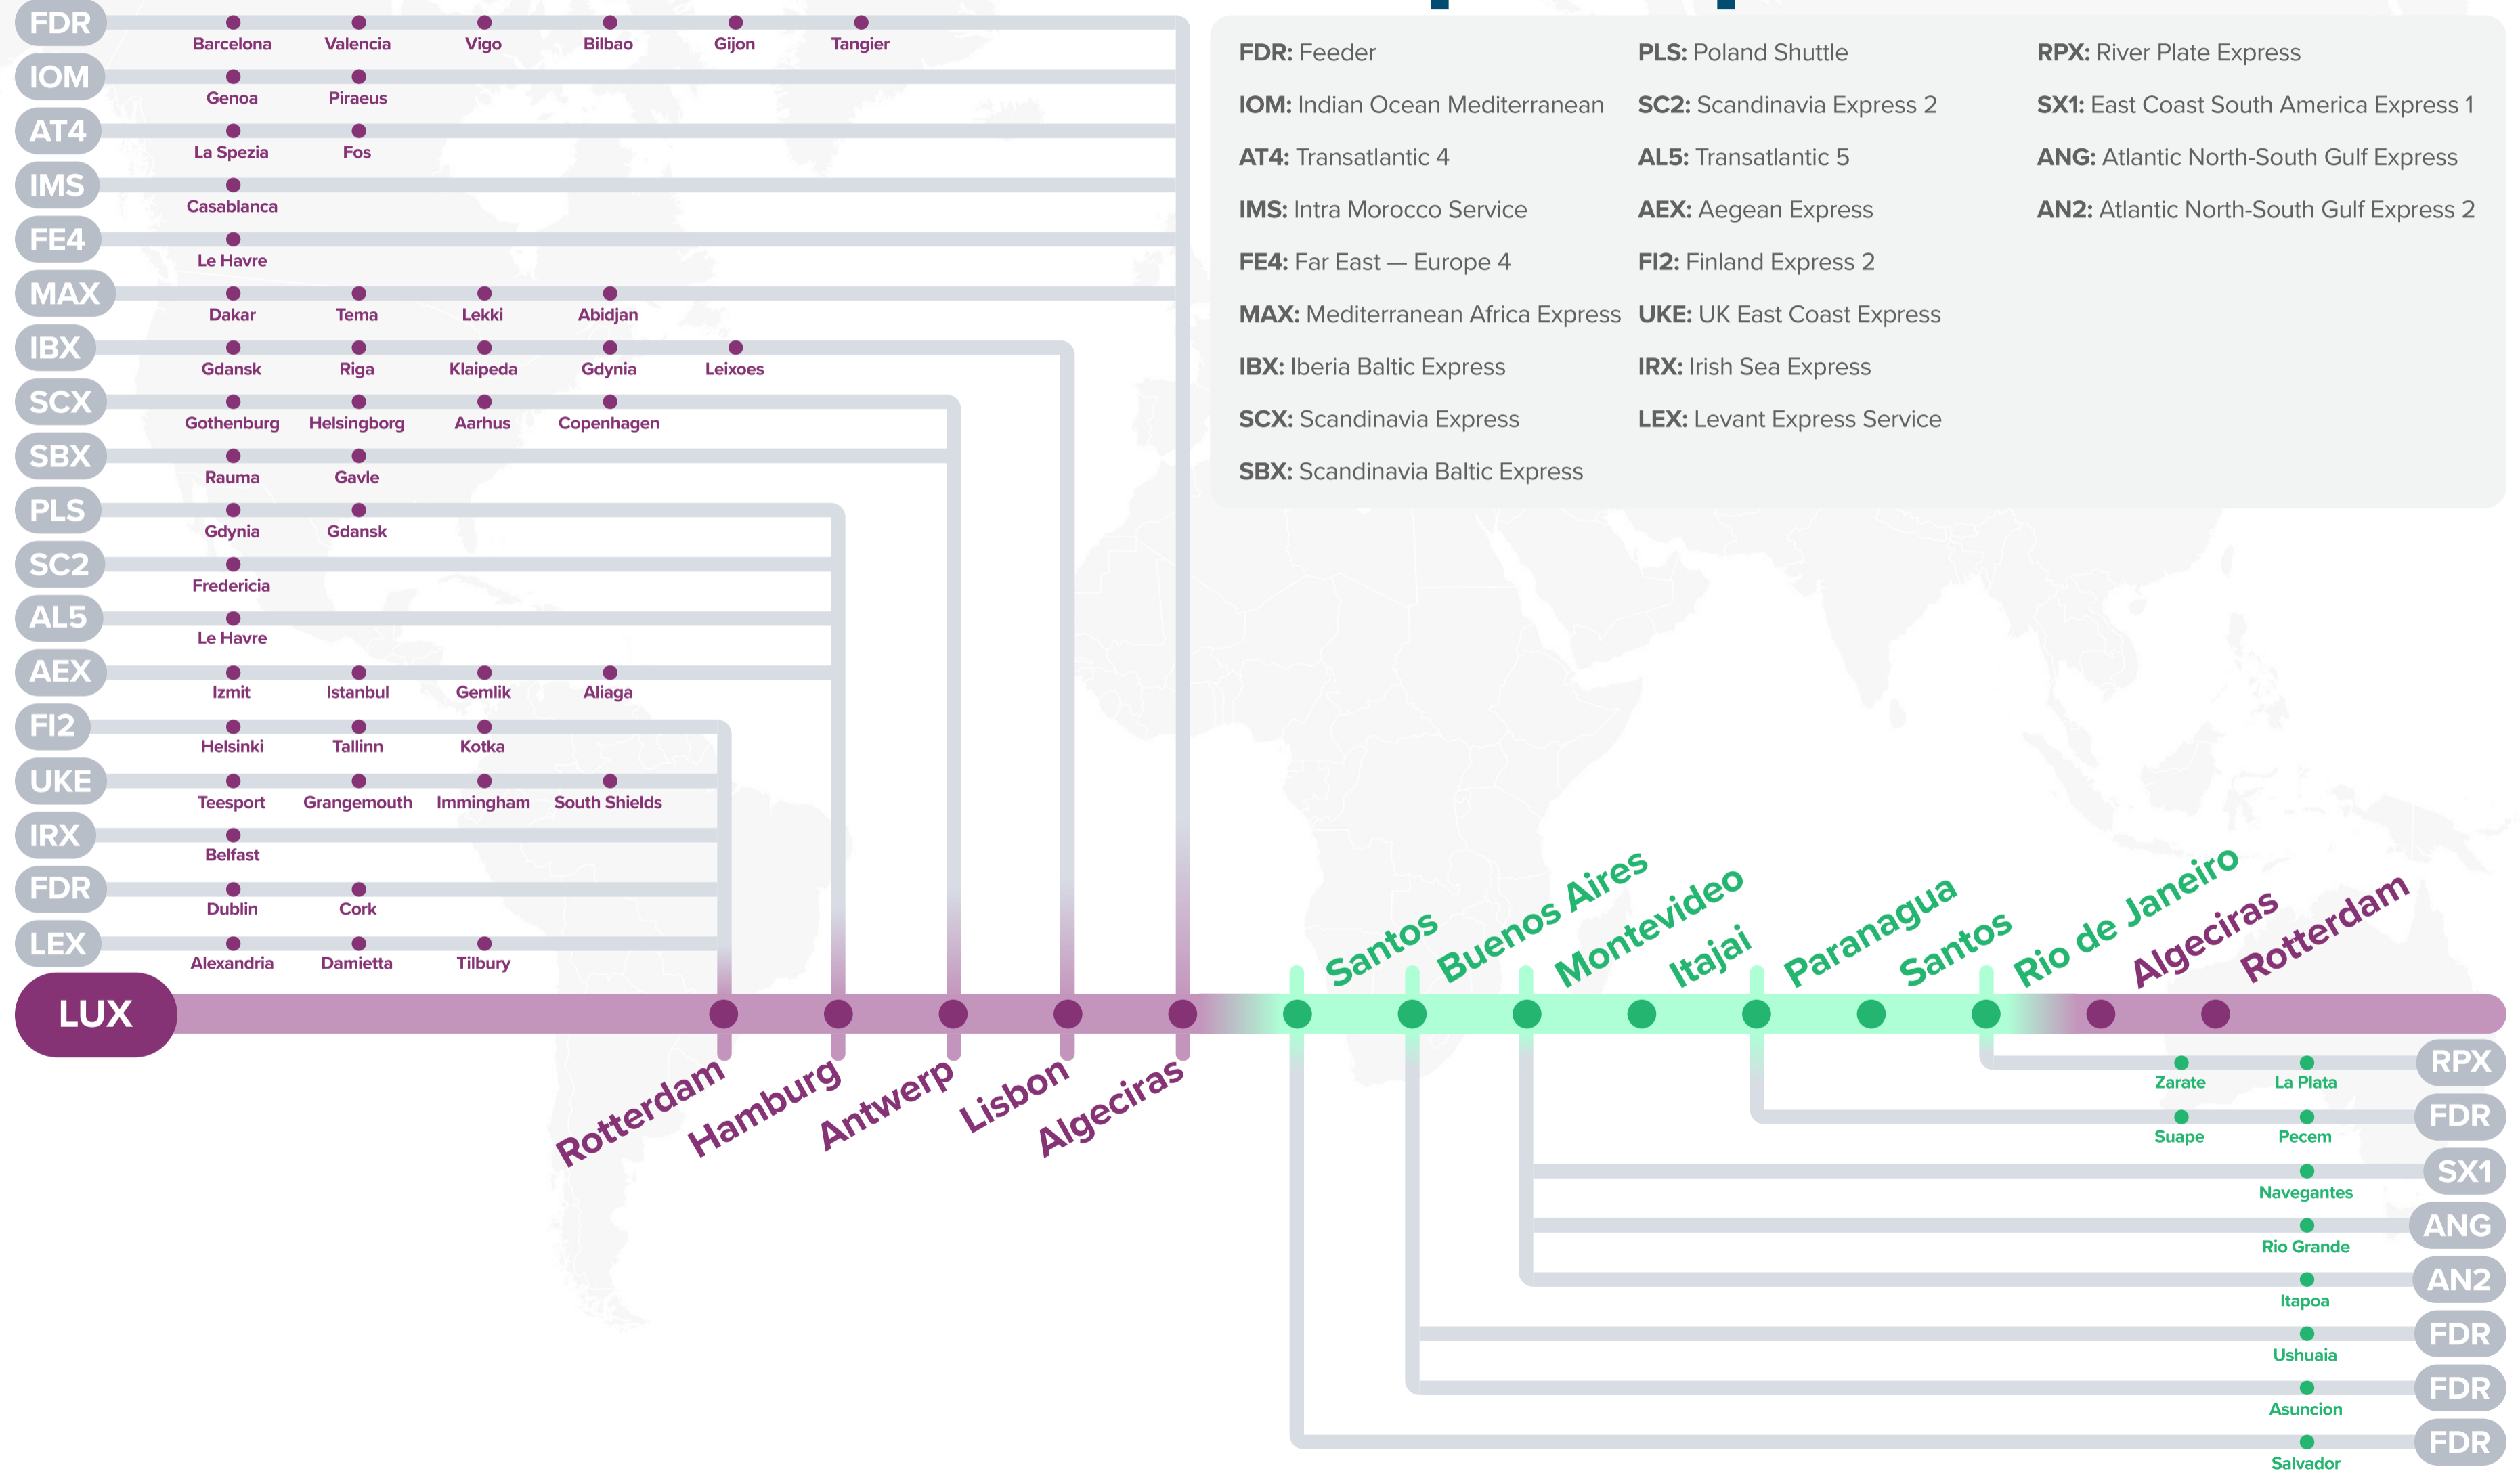 FDR
Barcelona Valencia Vigo Bilbao Gijon Tangier
IOM
Genoa Piraeus
AT4
La Spezia Fos
IMS
Casablanca
FE4
Le Havre
MAX
Dakar Tema Lekki Abidjan
IBX
Gdansk Riga Klaipeda Gdynia Leixoes
SCX
Gothenburg Helsingborg Aarhus Copenhagen
SBX
Rauma Gavle
PLS
Gdynia Gdansk
SC2
Fredericia
AL5
Le Havre
AEX
Izmit Istanbul Gemlik Aliaga
FI2
Helsinki Tallinn Kotka
UKE
Teesport Grangemouth Immingham South Shields
IRX
Belfast
FDR
Dublin Cork
LEX
Alexandria Damietta Tilbury
FDR: Feeder
IOM: Indian Ocean Mediterranean
AT4: Transatlantic 4
IMS: Intra Morocco Service
FE4: Far East — Europe 4
MAX: Mediterranean Africa Express
IBX: Iberia Baltic Express
SCX: Scandinavia Express
SBX: Scandinavia Baltic Express
PLS: Poland Shuttle
SC2: Scandinavia Express 2
AL5: Transatlantic 5
AEX: Aegean Express
FI2: Finland Express 2
UKE: UK East Coast Express
IRX: Irish Sea Express
LEX: Levant Express Service
RPX: River Plate Express
SX1: East Coast South America Express 1
ANG: Atlantic North-South Gulf Express
AN2: Atlantic North-South Gulf Express 2
LUX
Rotterdam
Hamburg
Antwerp
Lisbon
Algeciras
Santos
Buenos Aires
Montevideo
Itajai
Paranagua
Santos
Rio de Janeiro
Algeciras
Rotterdam
RPX
Zarate La Plata
FDR
Suape Pecem
SX1
Navegantes
ANG
Rio Grande
AN2
Itapoa
FDR
Ushuaia
FDR
Asuncion
FDR
Salvador